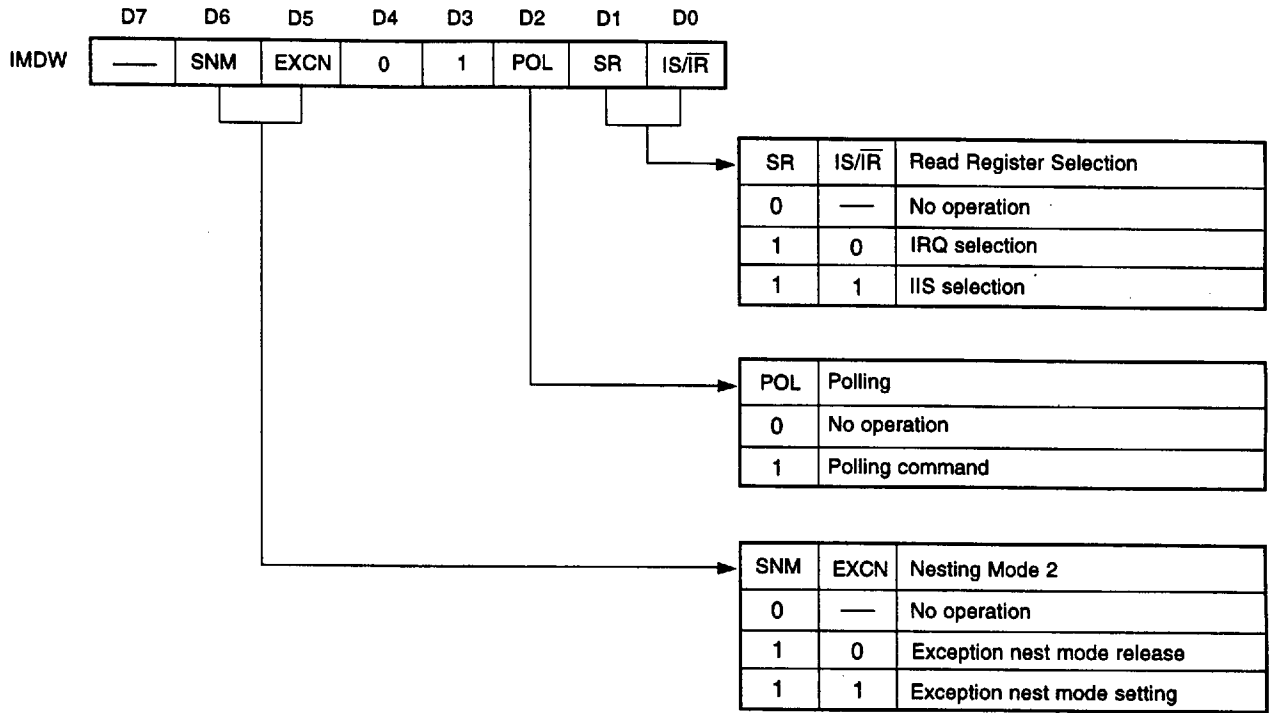 D7 D6 D5 D4 D3 D2 D1 D0
IMDW — SNM EXCN 0 1 POL SR IS/I̅R̅
SR IS/I̅R̅ Read Register Selection
0 — No operation
1 0 IRQ selection
1 1 IIS selection
POL Polling
0 No operation
1 Polling command
SNM EXCN Nesting Mode 2
0 — No operation
1 0 Exception nest mode release
1 1 Exception nest mode setting